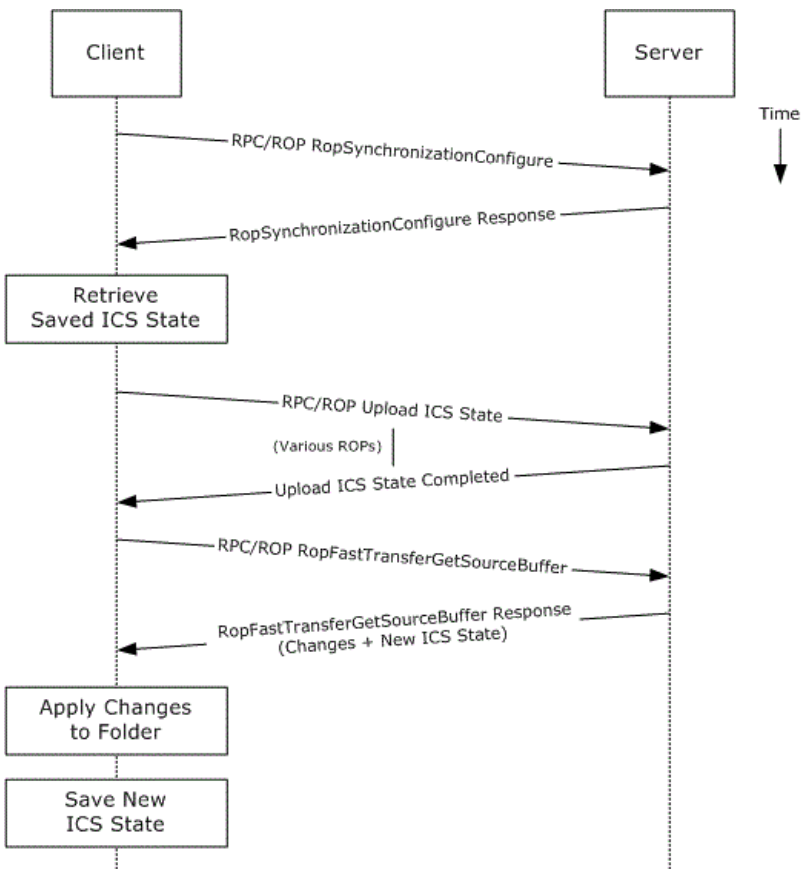 Client
Server
Time
RPC/ROP RopSynchronizationConfigure
RopSynchronizationConfigure Response
Retrieve
Saved ICS State
RPC/ROP Upload ICS State
(Various ROPs)
Upload ICS State Completed
RPC/ROP RopFastTransferGetSourceBuffer
RopFastTransferGetSourceBuffer Response
(Changes + New ICS State)
Apply Changes
to Folder
Save New
ICS State